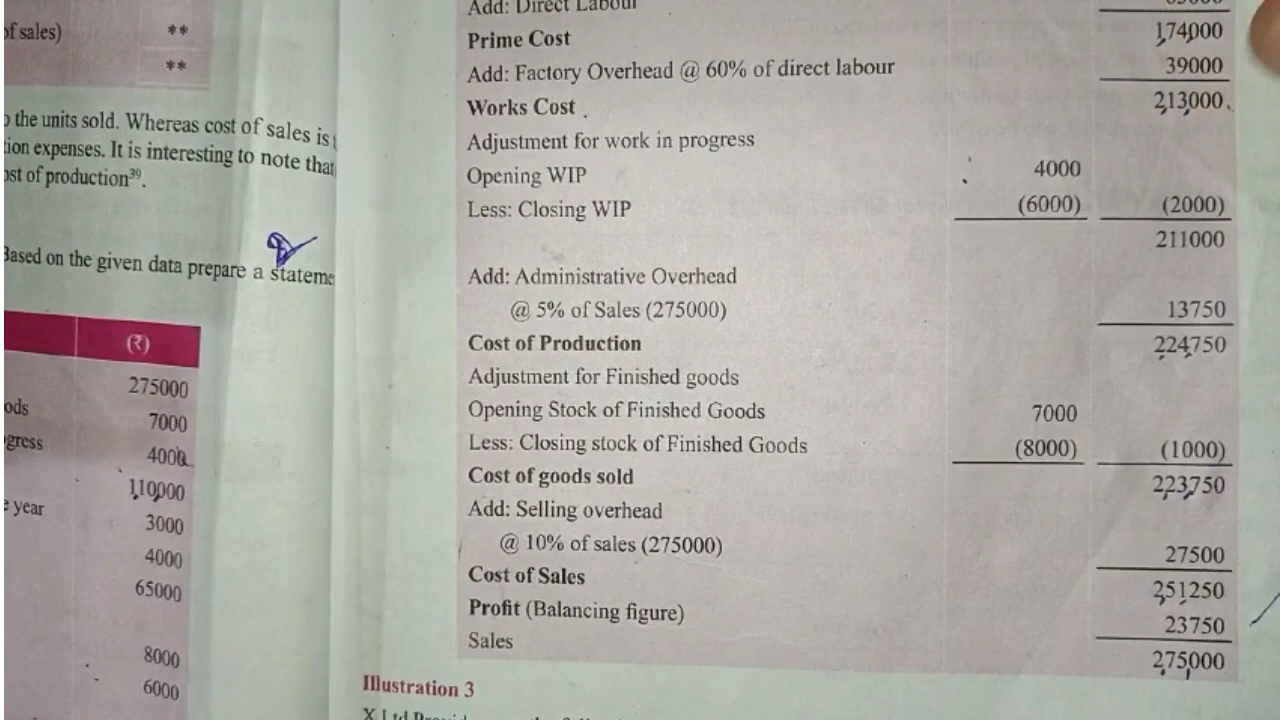 of sales) **
**
the units sold. Whereas cost of sales is
tion expenses. It is interesting to note that
ost of production39.
Based on the given data prepare a stateme
(₹)
275000
ods 7000
gress 4000
110000
year 3000
4000
65000
8000
6000
Add: Direct Labour
Prime Cost 174000
Add: Factory Overhead @ 60% of direct labour 39000
Works Cost 213000
Adjustment for work in progress
Opening WIP 4000
Less: Closing WIP (6000) (2000)
211000
Add: Administrative Overhead
@ 5% of Sales (275000) 13750
Cost of Production 224750
Adjustment for Finished goods
Opening Stock of Finished Goods 7000
Less: Closing stock of Finished Goods (8000) (1000)
Cost of goods sold 223750
Add: Selling overhead
@ 10% of sales (275000) 27500
Cost of Sales 251250
Profit (Balancing figure) 23750
Sales 275000
Illustration 3